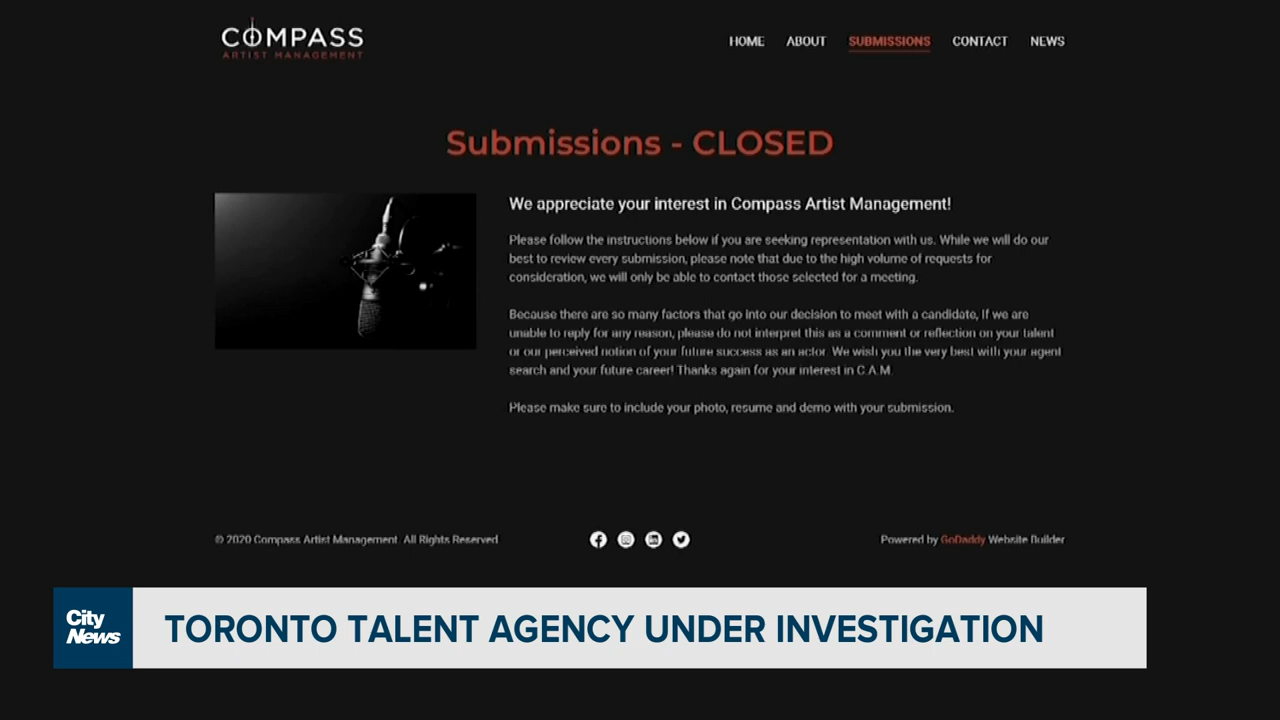 COMPASS
ARTIST MANAGEMENT
HOME ABOUT SUBMISSIONS CONTACT NEWS
Submissions - CLOSED
We appreciate your interest in Compass Artist Management!
Please follow the instructions below if you are seeking representation with us. While we will do our
best to review every submission, please note that due to the high volume of requests for
consideration, we will only be able to contact those selected for a meeting.
Because there are so many factors that go into our decision to meet with a candidate, if we are
unable to reply for any reason, please do not interpret this as a comment or reflection on your talent
or our perceived notion of your future success as an actor. We wish you the very best with your agent
search and your future career! Thanks again for your interest in C.A.M.
Please make sure to include your photo, resume and demo with your submission.
© 2020 Compass Artist Management. All Rights Reserved
Powered by GoDaddy Website Builder
City
News
TORONTO TALENT AGENCY UNDER INVESTIGATION